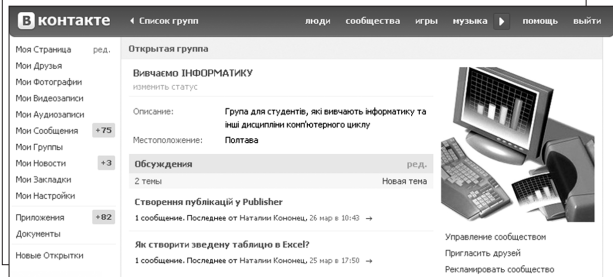 В контакте
Список групп
люди сообщества игры музыка помощь выйти
Моя Страница ред.
Мои Друзья
Мои Фотографии
Мои Видеозаписи
Мои Аудиозаписи
Мои Сообщения +75
Мои Группы
Мои Новости +3
Мои Закладки
Мои Настройки
Приложения +82
Документы
Новые Открытки
Открытая группа
Вивчаємо ІНФОРМАТИКУ
изменить статус
Описание: Група для студентів, які вивчають інформатику та
інші дисципліни комп'ютерного циклу
Местоположение: Полтава
Обсуждения ред.
2 темы Новая тема
Створення публікацій у Publisher
1 сообщение. Последнее от Наталии Кононец, 26 мар в 10:43 →
Як створити зведену таблицю в Excel?
1 сообщение. Последнее от Наталии Кононец, 25 мар в 17:50 →
Управление сообществом
Пригласить друзей
Рекламировать сообщество